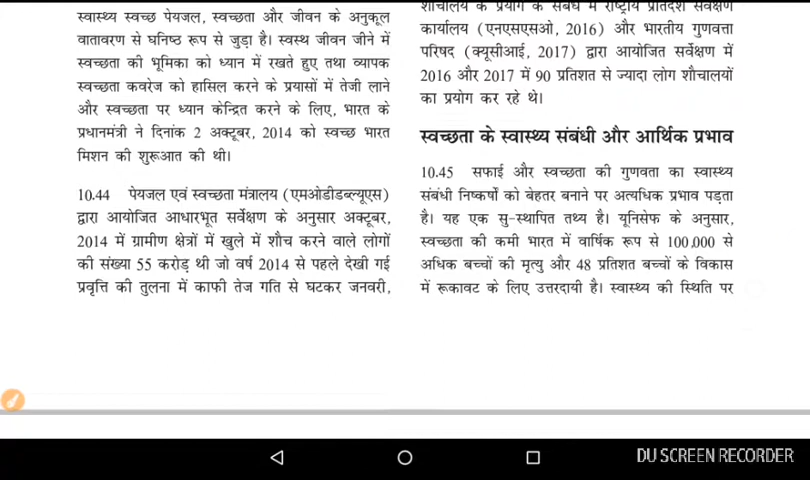 स्वास्थ्य स्वच्छ पेयजल, स्वच्छता और जीवन के अनुकूल
वातावरण से घनिष्ठ रूप से जुड़ा है। स्वस्थ जीवन जीने में
स्वच्छता की भूमिका को ध्यान में रखते हुए तथा व्यापक
स्वच्छता कवरेज को हासिल करने के प्रयासों में तेजी लाने
और स्वच्छता पर ध्यान केन्द्रित करने के लिए, भारत के
प्रधानमंत्री ने दिनांक 2 अक्टूबर, 2014 को स्वच्छ भारत
मिशन की शुरूआत की थी।
10.44 पेयजल एवं स्वच्छता मंत्रालय (एमओडीडब्ल्यूएस)
द्वारा आयोजित आधारभूत सर्वेक्षण के अनुसार अक्टूबर,
2014 में ग्रामीण क्षेत्रों में खुले में शौच करने वाले लोगों
की संख्या 55 करोड़ थी जो वर्ष 2014 से पहले देखी गई
प्रवृत्ति की तुलना में काफी तेज गति से घटकर जनवरी,
शौचालय के प्रयोग के संबंध में राष्ट्रीय प्रतिदर्श सर्वेक्षण
कार्यालय (एनएसएसओ, 2016) और भारतीय गुणवत्ता
परिषद (क्यूसीआई, 2017) द्वारा आयोजित सर्वेक्षण में
2016 और 2017 में 90 प्रतिशत से ज्यादा लोग शौचालयों
का प्रयोग कर रहे थे।
स्वच्छता के स्वास्थ्य संबंधी और आर्थिक प्रभाव
10.45 सफाई और स्वच्छता की गुणवता का स्वास्थ्य
संबंधी निष्कर्षों को बेहतर बनाने पर अत्यधिक प्रभाव पड़ता
है। यह एक सु-स्थापित तथ्य है। यूनिसेफ के अनुसार,
स्वच्छता की कमी भारत में वार्षिक रूप से 100,000 से
अधिक बच्चों की मृत्यु और 48 प्रतिशत बच्चों के विकास
में रूकावट के लिए उत्तरदायी है। स्वास्थ्य की स्थिति पर
DU SCREEN RECORDER